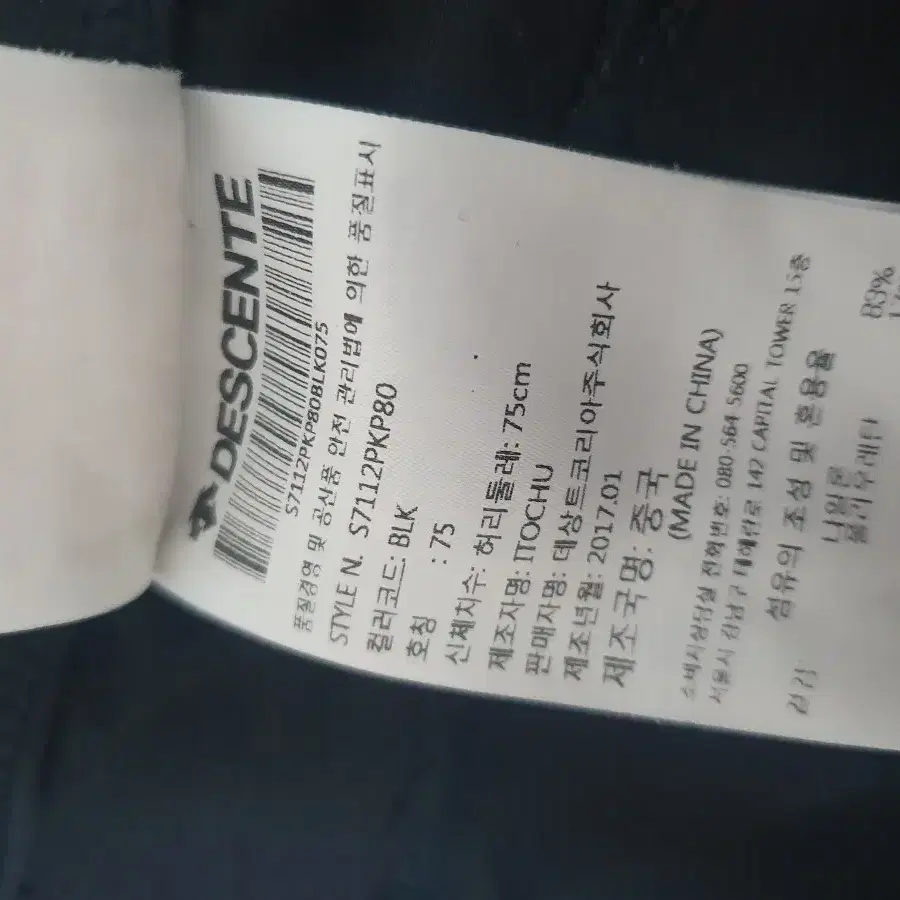 DESCENTE
S7112PKP80BLK075
품질경영 및 공산품 안전 관리법에 의한 품질표시
STYLE N. S7112PKP80
컬러코드: BLK
호칭 : 75
신체치수: 허리둘레: 75cm
제조자명: ITOCHU
판매자명: 데상트코리아주식회사
제조년월: 2017.01
제조국명: 중국
(MADE IN CHINA)
소비자상담실 전화번호: 080-564-5600
서울시 강남구 테헤란로 142 CAPITAL TOWER 15층
섬유의 조성 및 혼용율
겉감
나일론 83%
폴리우레탄